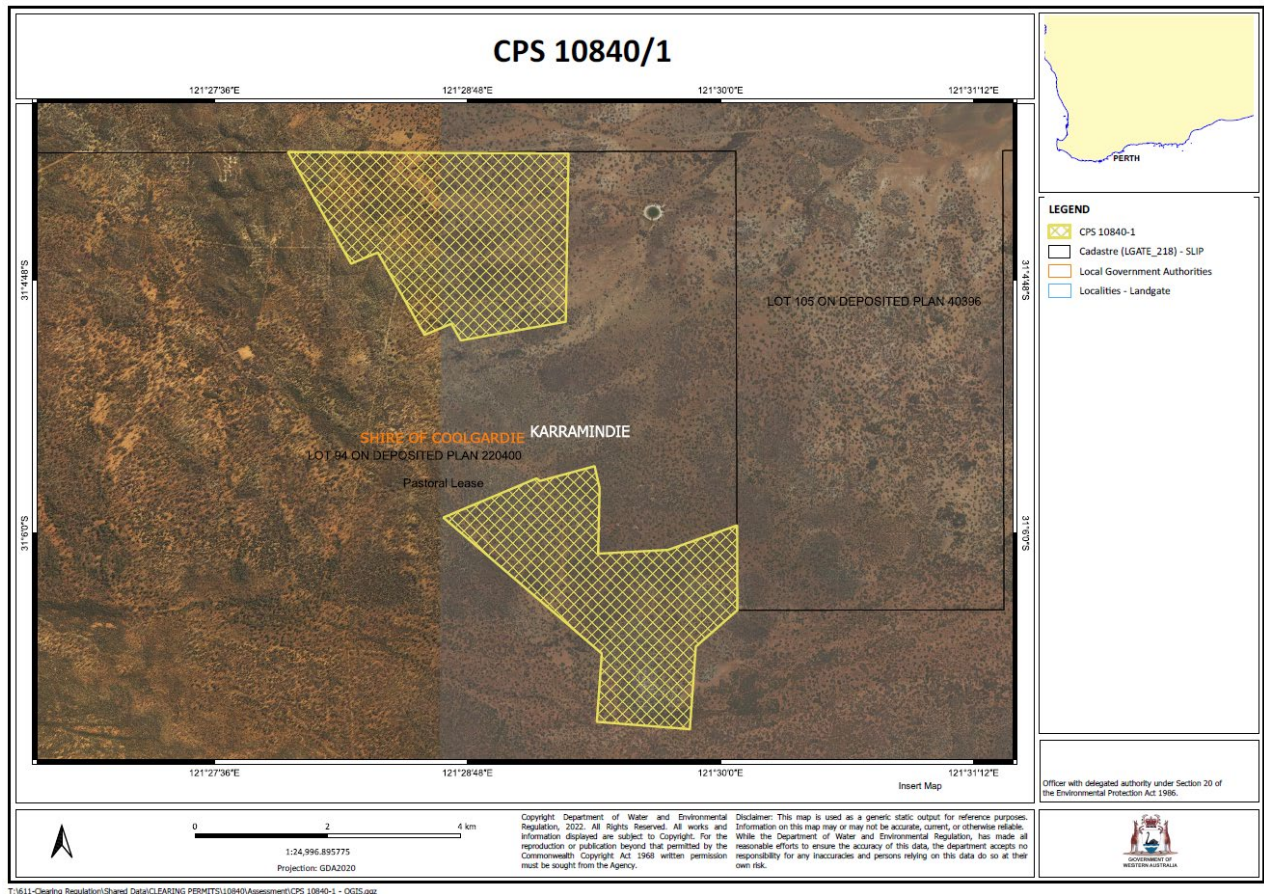 CPS 10840/1
121°27'36"E
121°28'48"E
121°30'0"E
121°31'12"E
PERTH
LEGEND
CPS 10840-1
Cadastre (LGATE_218) - SLIP
Local Government Authorities
Localities - Landgate
31°4'48"S
31°4'48"S
LOT 105 ON DEPOSITED PLAN 40396
SHIRE OF COOLGARDIE
KARRAMINDIE
LOT 94 ON DEPOSITED PLAN 220400
Pastoral Lease
31°6'0"S
31°6'0"S
121°27'36"E
121°28'48"E
121°30'0"E
121°31'12"E
Insert Map
Officer with delegated authority under Section 20 of
the Environmental Protection Act 1986.
0 2 4 km
1:24,996.895775
Projection: GDA2020
Copyright Department of Water and Environmental
Regulation, 2022. All Rights Reserved. All works and
information displayed are subject to Copyright. For the
reproduction or publication beyond that permitted by the
Commonwealth Copyright Act 1968 written permission
must be sought from the Agency.
Disclaimer: This map is used as a generic static output for reference purposes.
Information on this map may or may not be accurate, current, or otherwise reliable.
While the Department of Water and Environmental Regulation, has made all
reasonable efforts to ensure the accuracy of this data, the department accepts no
responsibility for any inaccuracies and persons relying on this data do so at their
own risk.
GOVERNMENT OF
WESTERN AUSTRALIA
T:\611-Clearing Regulation\Shared Data\CLEARING PERMITS\10840\Assessment\CPS 10840-1 - OGIS.qgz